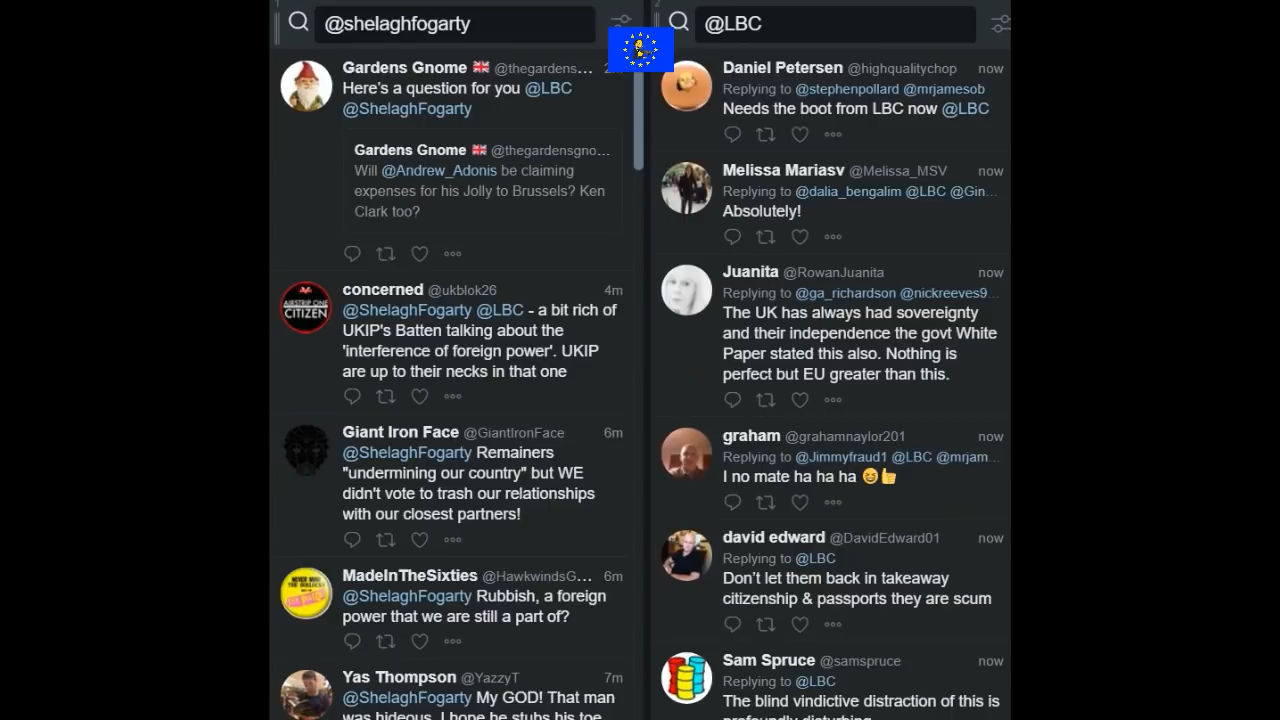 @shelaghfogarty
Gardens Gnome 🇬🇧 @thegardens...
Here's a question for you @LBC
@ShelaghFogarty
Gardens Gnome 🇬🇧 @thegardensgno...
Will @Andrew_Adonis be claiming
expenses for his Jolly to Brussels? Ken
Clark too?
concerned @ukblok26 4m
@ShelaghFogarty @LBC - a bit rich of
UKIP's Batten talking about the
'interference of foreign power'. UKIP
are up to their necks in that one
AIRSTRIP ONE
CITIZEN
Giant Iron Face @GiantIronFace 6m
@ShelaghFogarty Remainers
"undermining our country" but WE
didn't vote to trash our relationships
with our closest partners!
MadeInTheSixties @HawkwindsG... 6m
@ShelaghFogarty Rubbish, a foreign
power that we are still a part of?
NEVER MIND
Yas Thompson @YazzyT 7m
@ShelaghFogarty My GOD! That man
was hideous. I hope he stubs his toe
@LBC
Daniel Petersen @highqualitychop now
Replying to @stephenpollard @mrjamesob
Needs the boot from LBC now @LBC
Melissa Mariasv @Melissa_MSV now
Replying to @dalia_bengalim @LBC @Gin...
Absolutely!
Juanita @RowanJuanita now
Replying to @ga_richardson @nickreeves9...
The UK has always had sovereignty
and their independence the govt White
Paper stated this also. Nothing is
perfect but EU greater than this.
graham @grahamnaylor201 now
Replying to @Jimmyfraud1 @LBC @mrjam...
I no mate ha ha ha 😆👍
david edward @DavidEdward01 now
Replying to @LBC
Don't let them back in takeaway
citizenship & passports they are scum
Sam Spruce @samspruce now
Replying to @LBC
The blind vindictive distraction of this is
profoundly disturbing